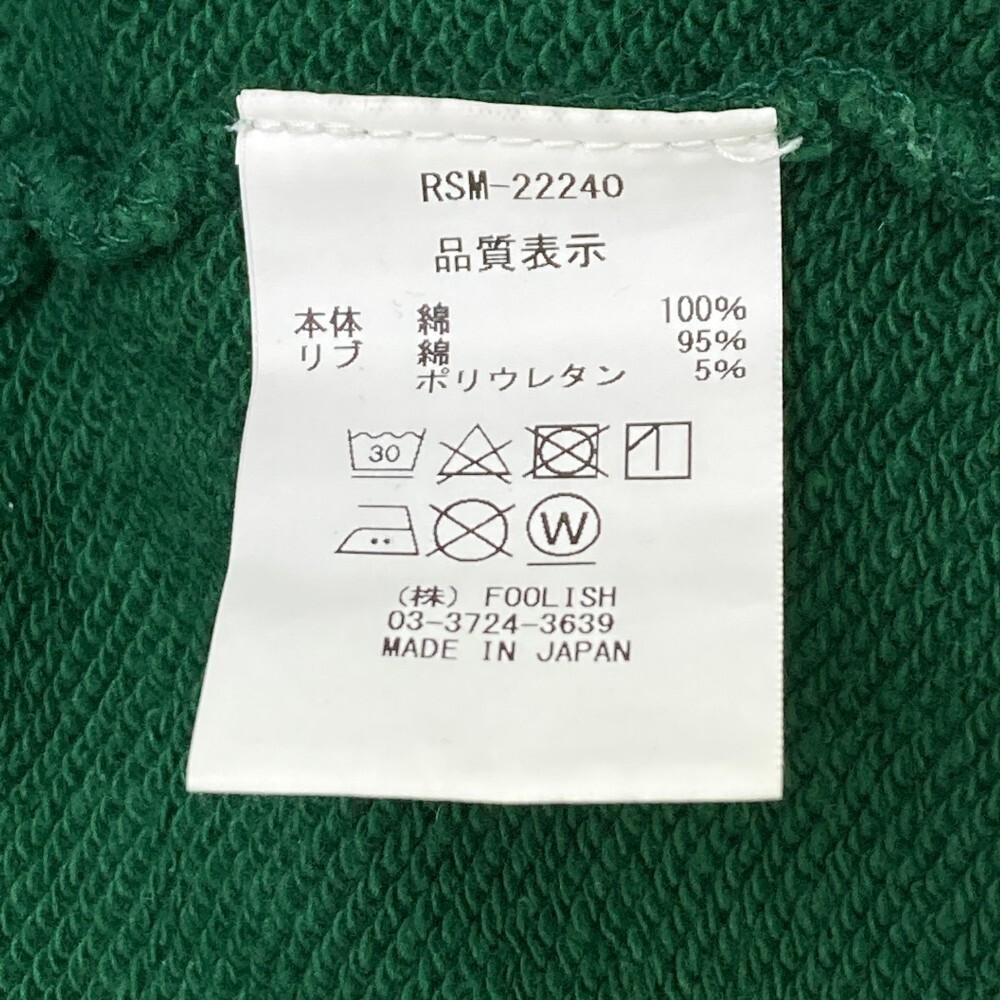 RSM-22240
品質表示
本体 綿 100%
リブ 綿 95%
ポリウレタン 5%
30
W
(株) FOOLISH
03-3724-3639
MADE IN JAPAN